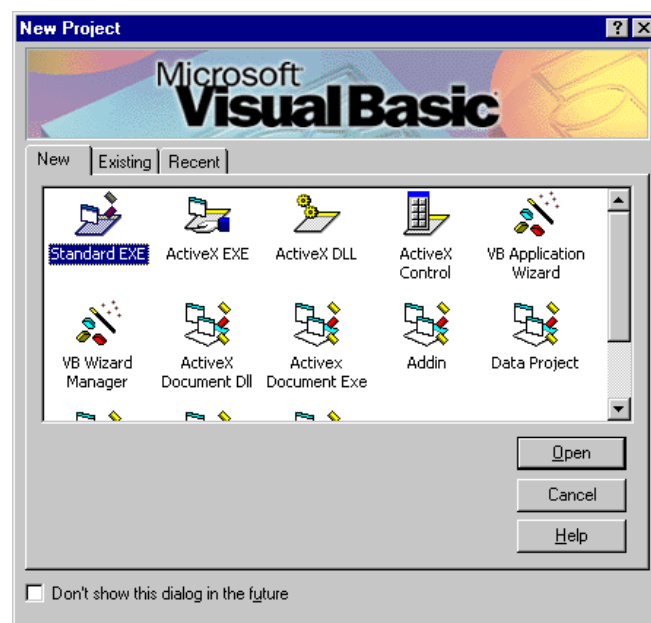 New Project
Microsoft
Visual Basic
New Existing Recent
Standard EXE ActiveX EXE ActiveX DLL ActiveX Control VB Application Wizard
VB Wizard Manager ActiveX Document Dll Activex Document Exe Addin Data Project
Open
Cancel
Help
Don't show this dialog in the future